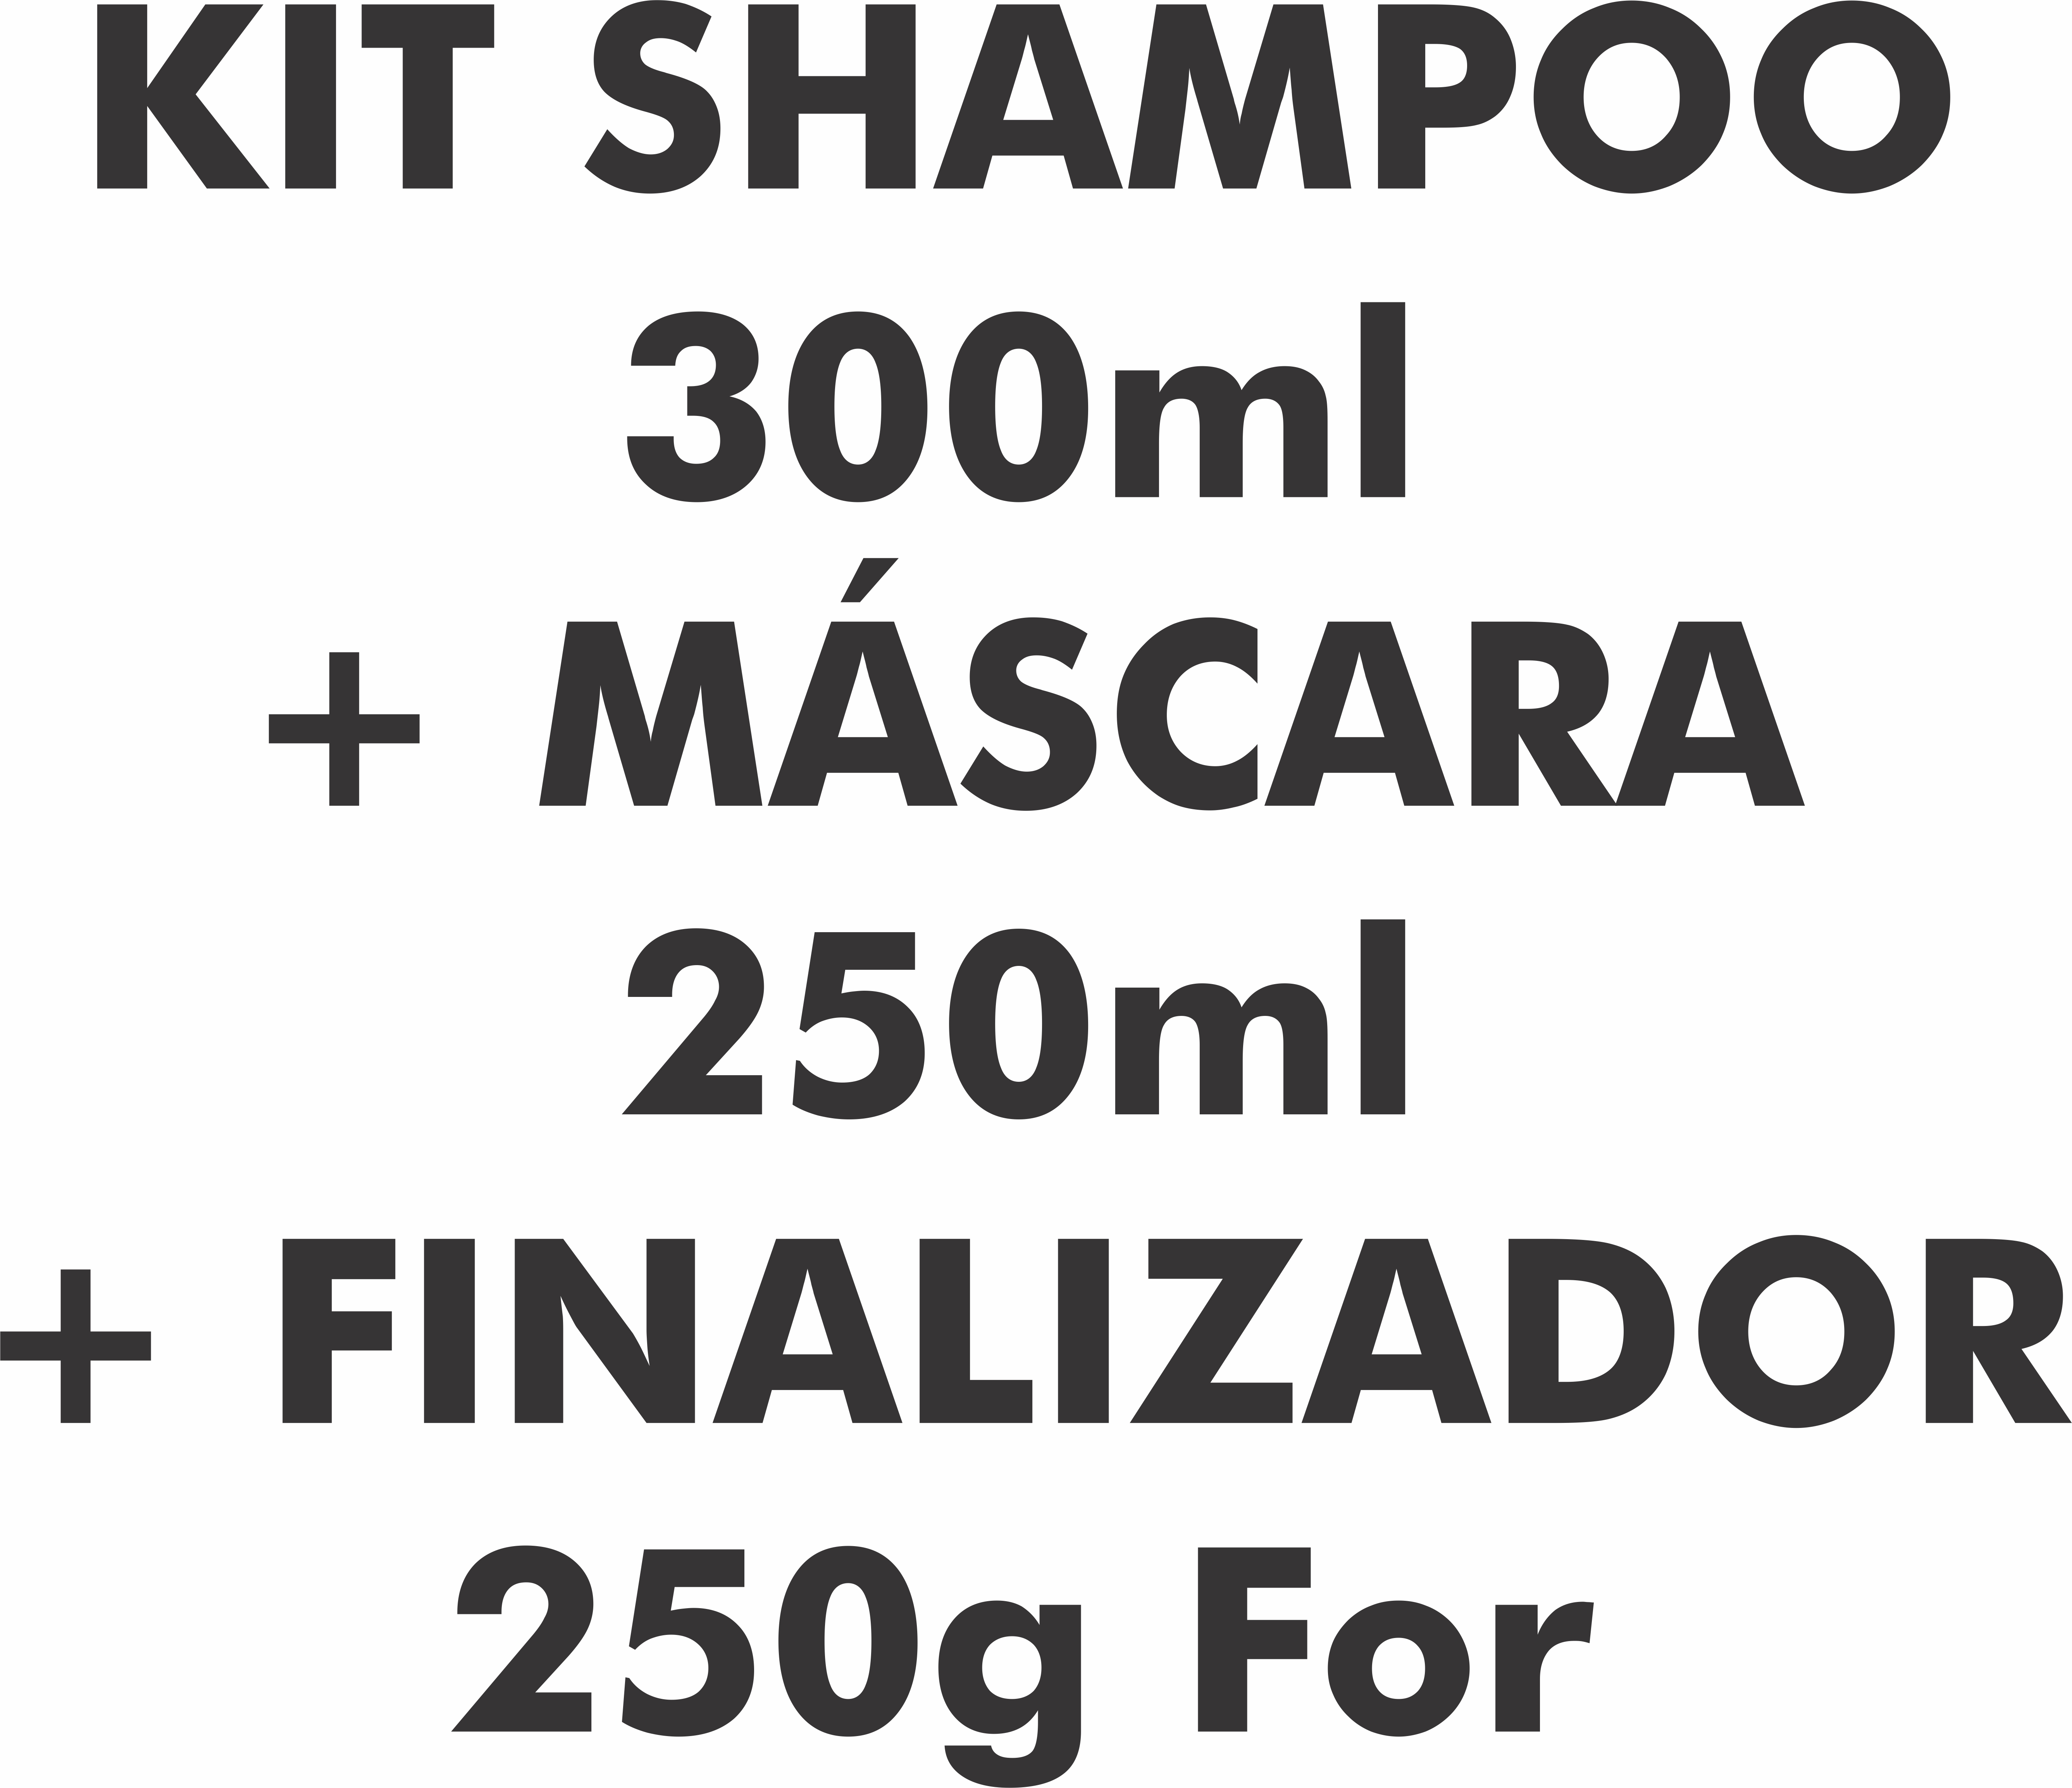 KIT SHAMPOO
300ml
+ MÁSCARA
250ml
+ FINALIZADOR
250g For